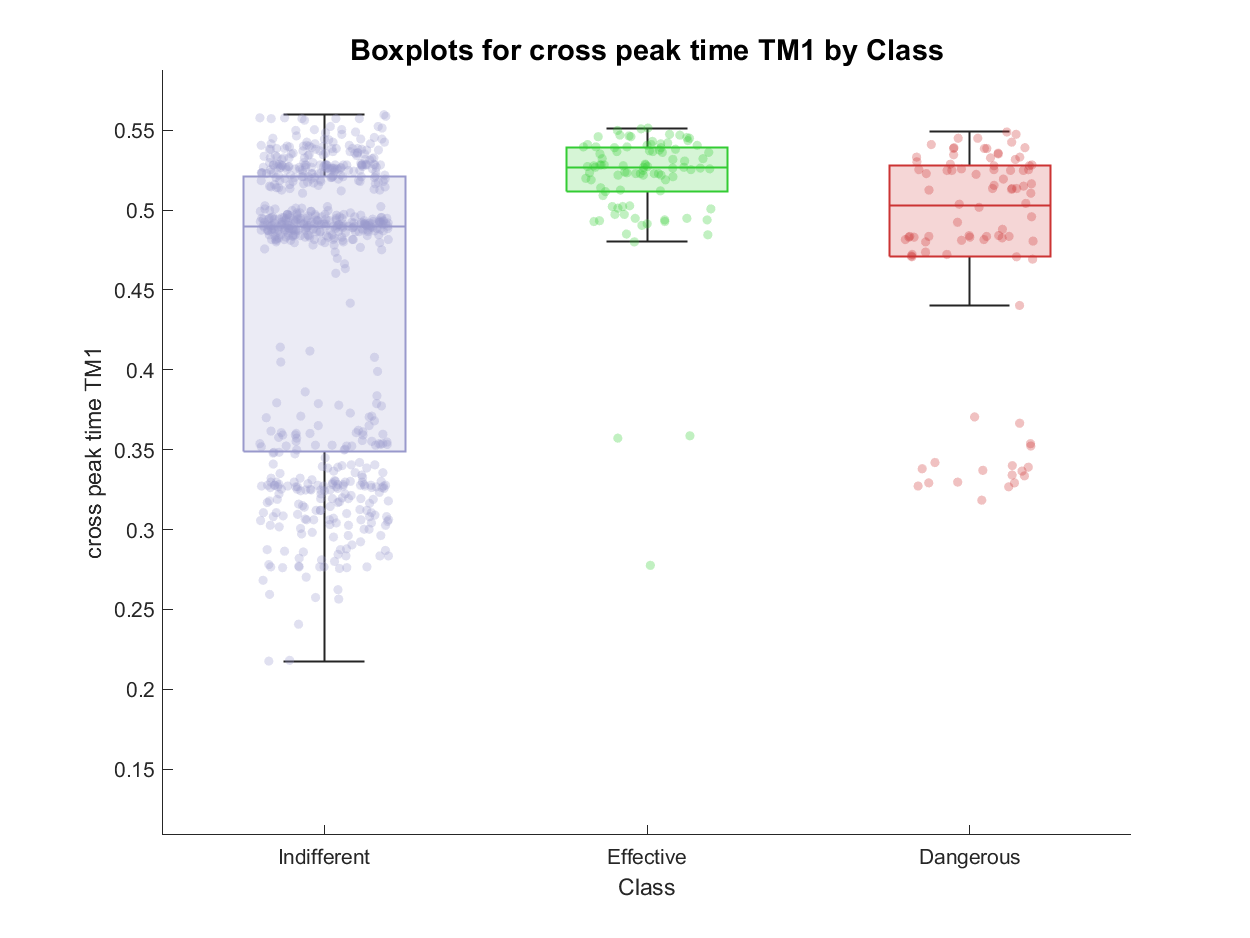 Boxplots for cross peak time TM1 by Class
0.55
0.5
0.45
0.4
0.35
0.3
0.25
0.2
0.15
cross peak time TM1
Indifferent
Effective
Dangerous
Class